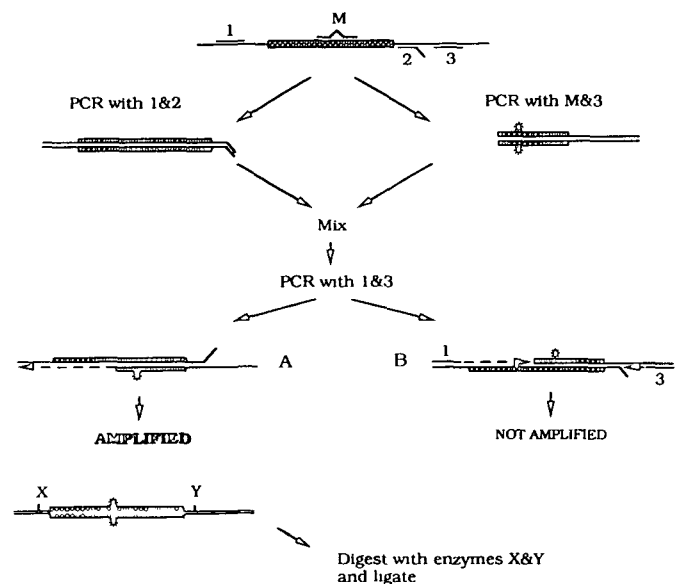 M
1
2 3
PCR with 1&2
PCR with M&3
Mix
PCR with 1&3
A
B
1
3
AMPLIFIED
NOT AMPLIFIED
X
Y
Digest with enzymes X&Y
and ligate